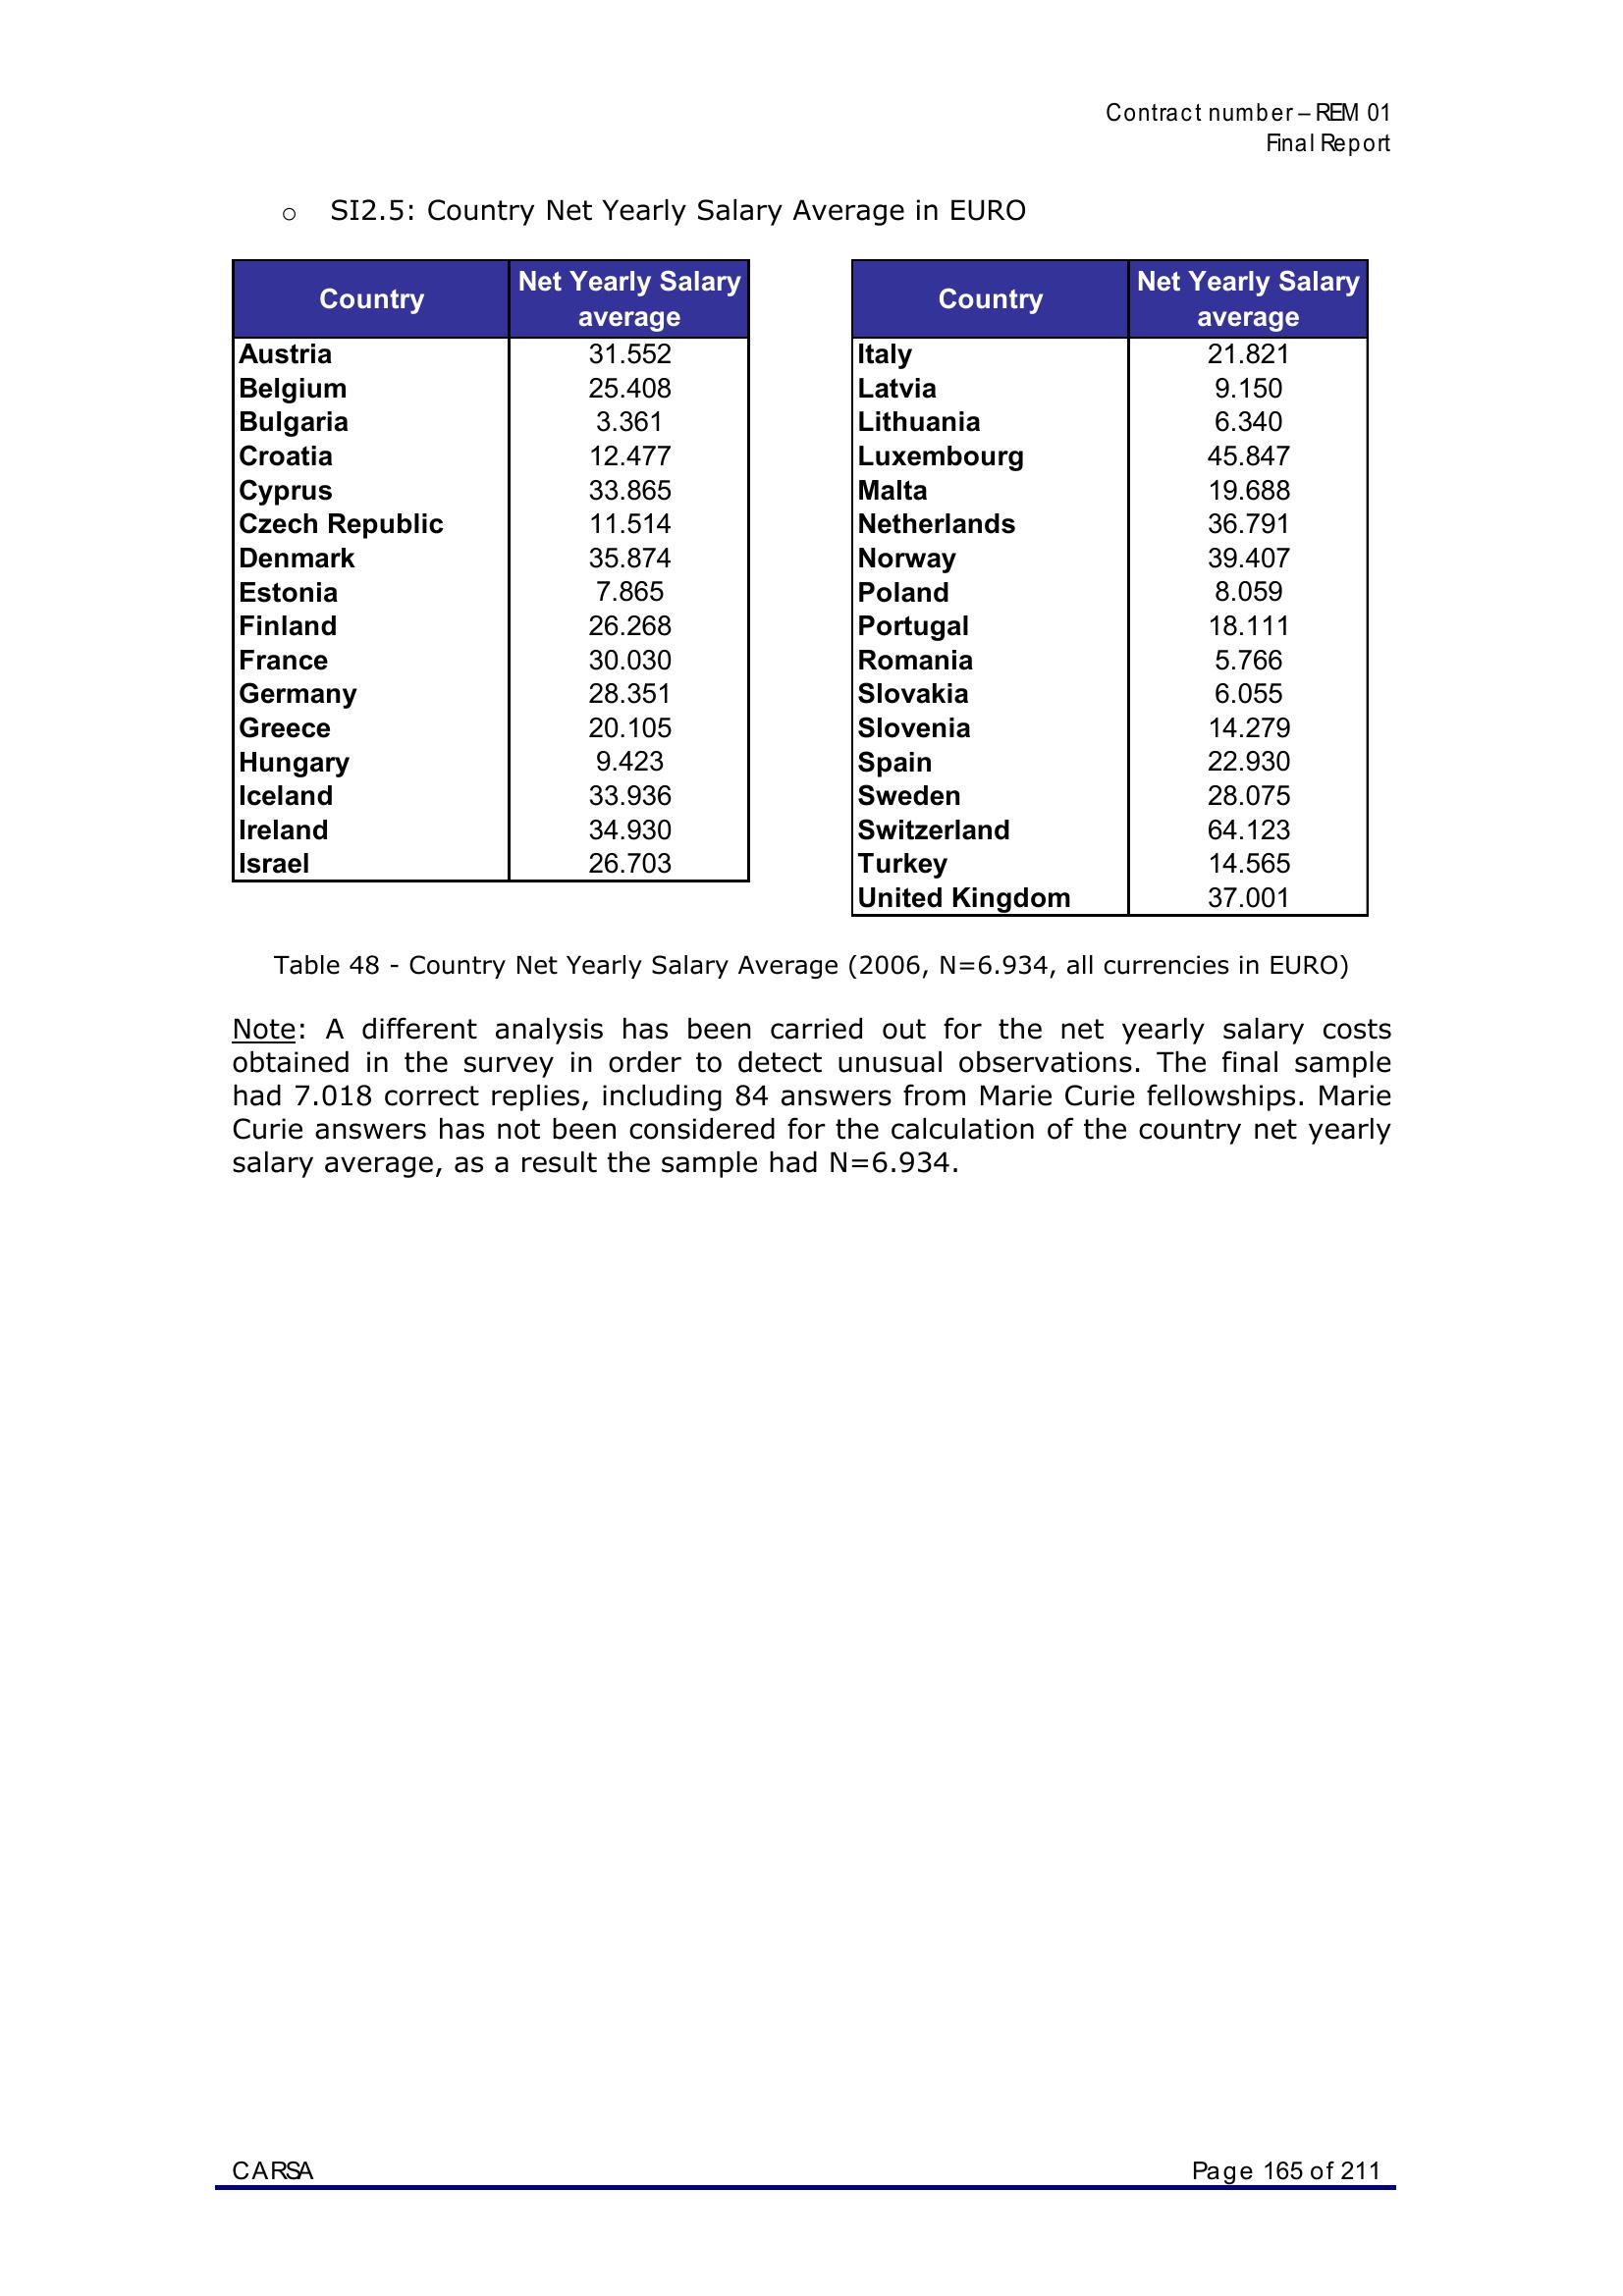 Contract number – REM 01
Final Report
o SI2.5: Country Net Yearly Salary Average in EURO
Country Net Yearly Salary average
Austria 31.552
Belgium 25.408
Bulgaria 3.361
Croatia 12.477
Cyprus 33.865
Czech Republic 11.514
Denmark 35.874
Estonia 7.865
Finland 26.268
France 30.030
Germany 28.351
Greece 20.105
Hungary 9.423
Iceland 33.936
Ireland 34.930
Israel 26.703
Country Net Yearly Salary average
Italy 21.821
Latvia 9.150
Lithuania 6.340
Luxembourg 45.847
Malta 19.688
Netherlands 36.791
Norway 39.407
Poland 8.059
Portugal 18.111
Romania 5.766
Slovakia 6.055
Slovenia 14.279
Spain 22.930
Sweden 28.075
Switzerland 64.123
Turkey 14.565
United Kingdom 37.001
Table 48 - Country Net Yearly Salary Average (2006, N=6.934, all currencies in EURO)
Note: A different analysis has been carried out for the net yearly salary costs
obtained in the survey in order to detect unusual observations. The final sample
had 7.018 correct replies, including 84 answers from Marie Curie fellowships. Marie
Curie answers has not been considered for the calculation of the country net yearly
salary average, as a result the sample had N=6.934.
CARSA Page 165 of 211